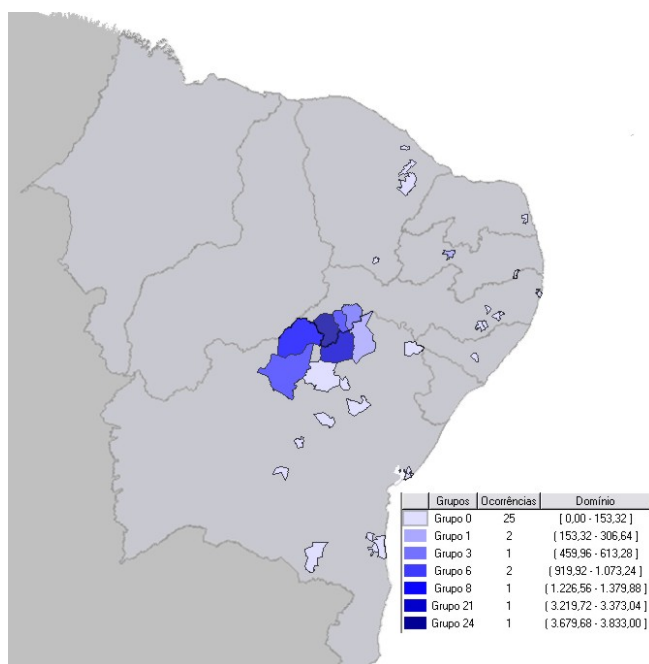 Grupos Ocorrências Domínio
Grupo 0 25 [ 0,00 - 153,32 ]
Grupo 1 2 ( 153,32 - 306,64 ]
Grupo 3 1 ( 459,96 - 613,28 ]
Grupo 6 2 ( 919,92 - 1.073,24 ]
Grupo 8 1 ( 1.226,56 - 1.379,88 ]
Grupo 21 1 ( 3.219,72 - 3.373,04 ]
Grupo 24 1 ( 3.679,68 - 3.833,00 ]